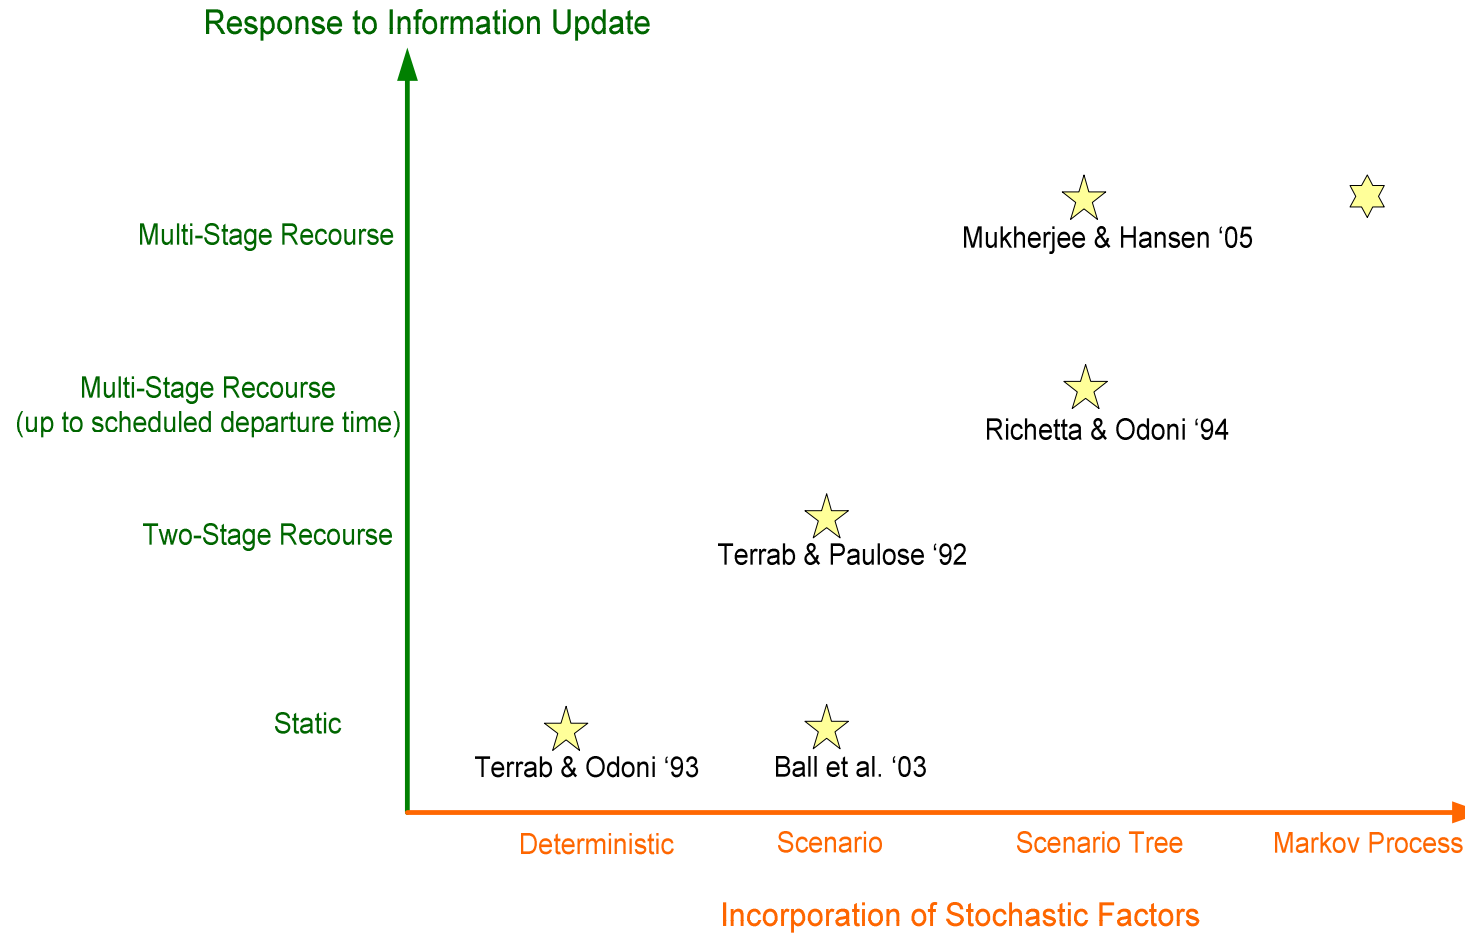 Response to Information Update
Multi-Stage Recourse
Mukherjee & Hansen ‘05
Multi-Stage Recourse
(up to scheduled departure time)
Richetta & Odoni ‘94
Two-Stage Recourse
Terrab & Paulose ‘92
Static
Terrab & Odoni ‘93
Ball et al. ‘03
Deterministic
Scenario
Scenario Tree
Markov Process
Incorporation of Stochastic Factors